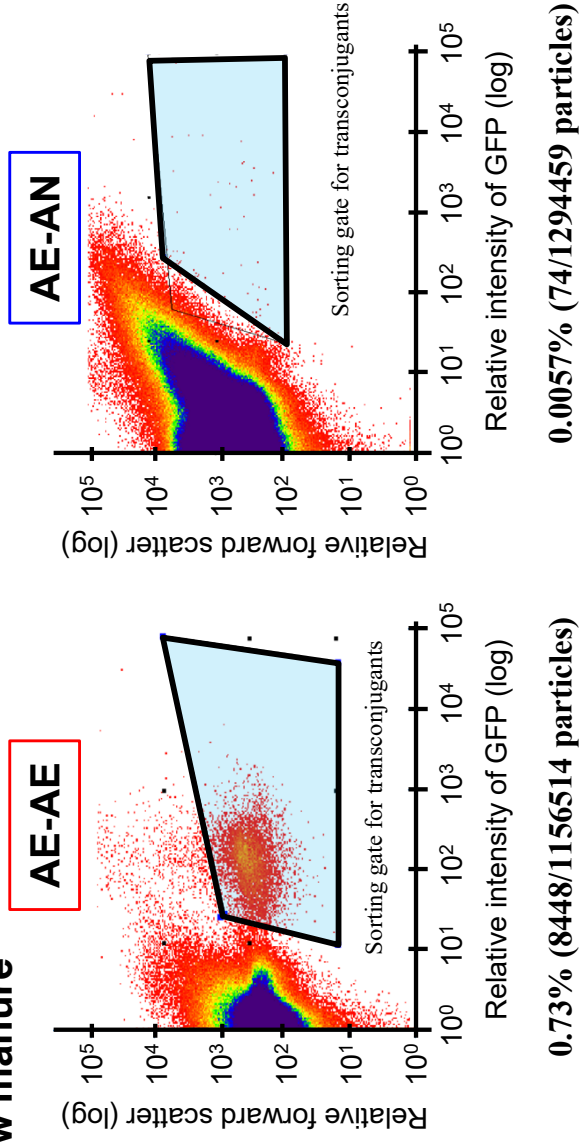 w manure
AE-AE
Relative forward scatter (log)
10⁵
10⁴
10³
10²
10¹
10⁰
10⁰ 10¹ 10² 10³ 10⁴ 10⁵
Sorting gate for transconjugants
Relative intensity of GFP (log)
0.73% (8448/1156514 particles)
AE-AN
Relative forward scatter (log)
10⁵
10⁴
10³
10²
10¹
10⁰
10⁰ 10¹ 10² 10³ 10⁴ 10⁵
Sorting gate for transconjugants
Relative intensity of GFP (log)
0.0057% (74/1294459 particles)